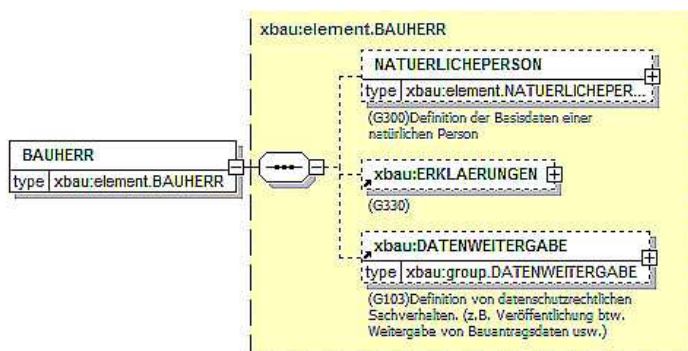 xbau:element.BAUHERR
NATUERLICHEPERSON
type xbau:element.NATUERLICHEPER...
(G300)Definition der Basisdaten einer
natürlichen Person
BAUHERR
type xbau:element.BAUHERR
xbau:ERKLAERUNGEN
(G330)
xbau:DATENWEITERGABE
type xbau:group.DATENWEITERGABE
(G103)Definition von datenschutzrechtlichen
Sachverhalten. (z.B. Veröffentlichung btw.
Weitergabe von Bauantragsdaten usw.)